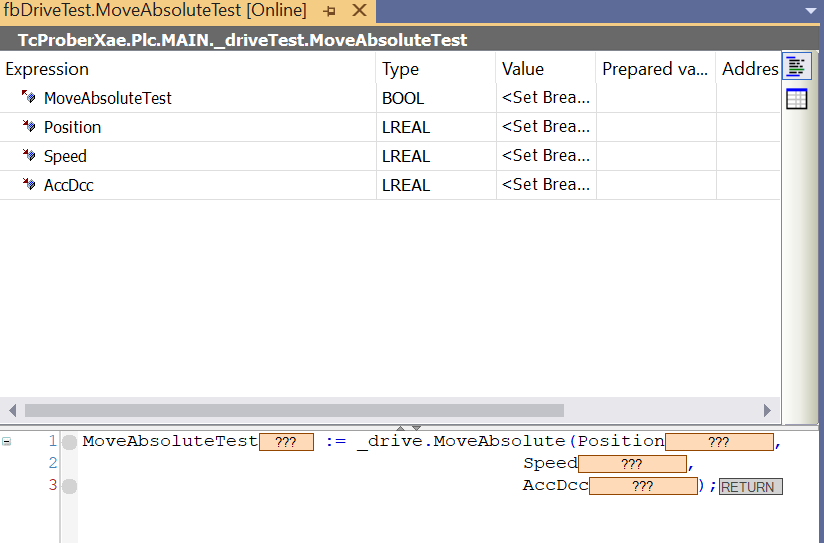 fbDriveTest.MoveAbsoluteTest [Online]
TcProberXae.Plc.MAIN._driveTest.MoveAbsoluteTest
Expression Type Value Prepared va... Addres
MoveAbsoluteTest BOOL <Set Brea...
Position LREAL <Set Brea...
Speed LREAL <Set Brea...
AccDcc LREAL <Set Brea...
1 MoveAbsoluteTest ??? := _drive.MoveAbsolute(Position ??? ,
2 Speed ??? ,
3 AccDcc ??? ); RETURN